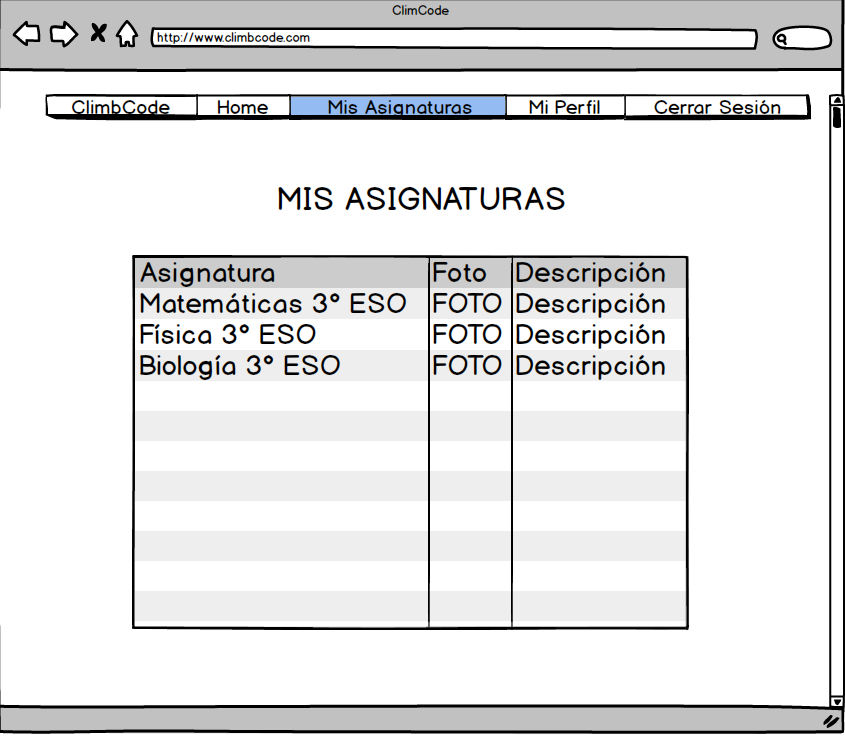 ClimCode
http://www.climbcode.com
ClimbCode Home Mis Asignaturas Mi Perfil Cerrar Sesión
MIS ASIGNATURAS
Asignatura Foto Descripción
Matemáticas 3º ESO FOTO Descripción
Física 3º ESO FOTO Descripción
Biología 3º ESO FOTO Descripción